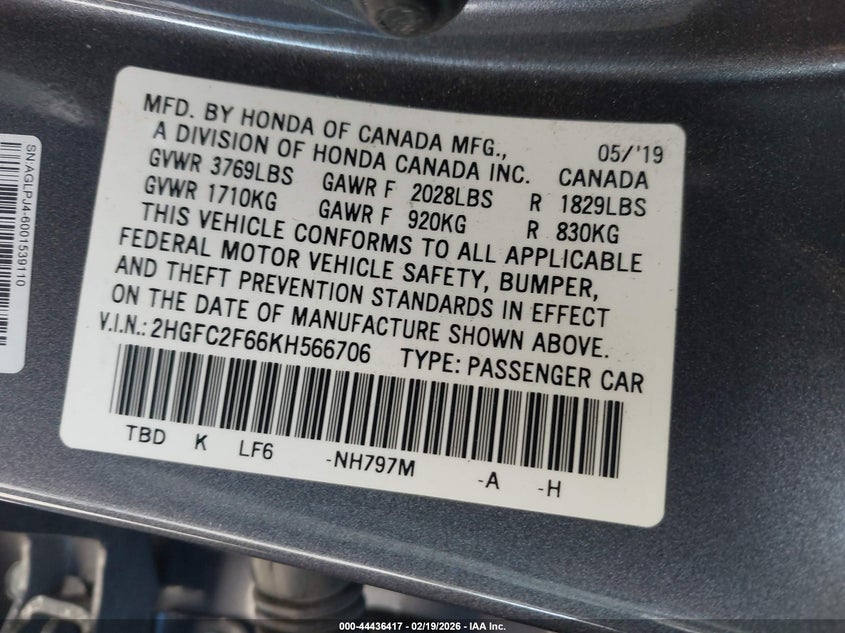 MFD. BY HONDA OF CANADA MFG.,
A DIVISION OF HONDA CANADA INC.
05/'19
CANADA
GVWR 3769LBS GAWR F 2028LBS R 1829LBS
GVWR 1710KG GAWR F 920KG R 830KG
THIS VEHICLE CONFORMS TO ALL APPLICABLE
FEDERAL MOTOR VEHICLE SAFETY, BUMPER,
AND THEFT PREVENTION STANDARDS IN EFFECT
ON THE DATE OF MANUFACTURE SHOWN ABOVE.
V.I.N.: 2HGFC2F66KH566706 TYPE: PASSENGER CAR
TBD K LF6 -NH797M -A -H
SN:AGLPJ4-6001539110
000-44436417 - 02/19/2026 - IAA Inc.